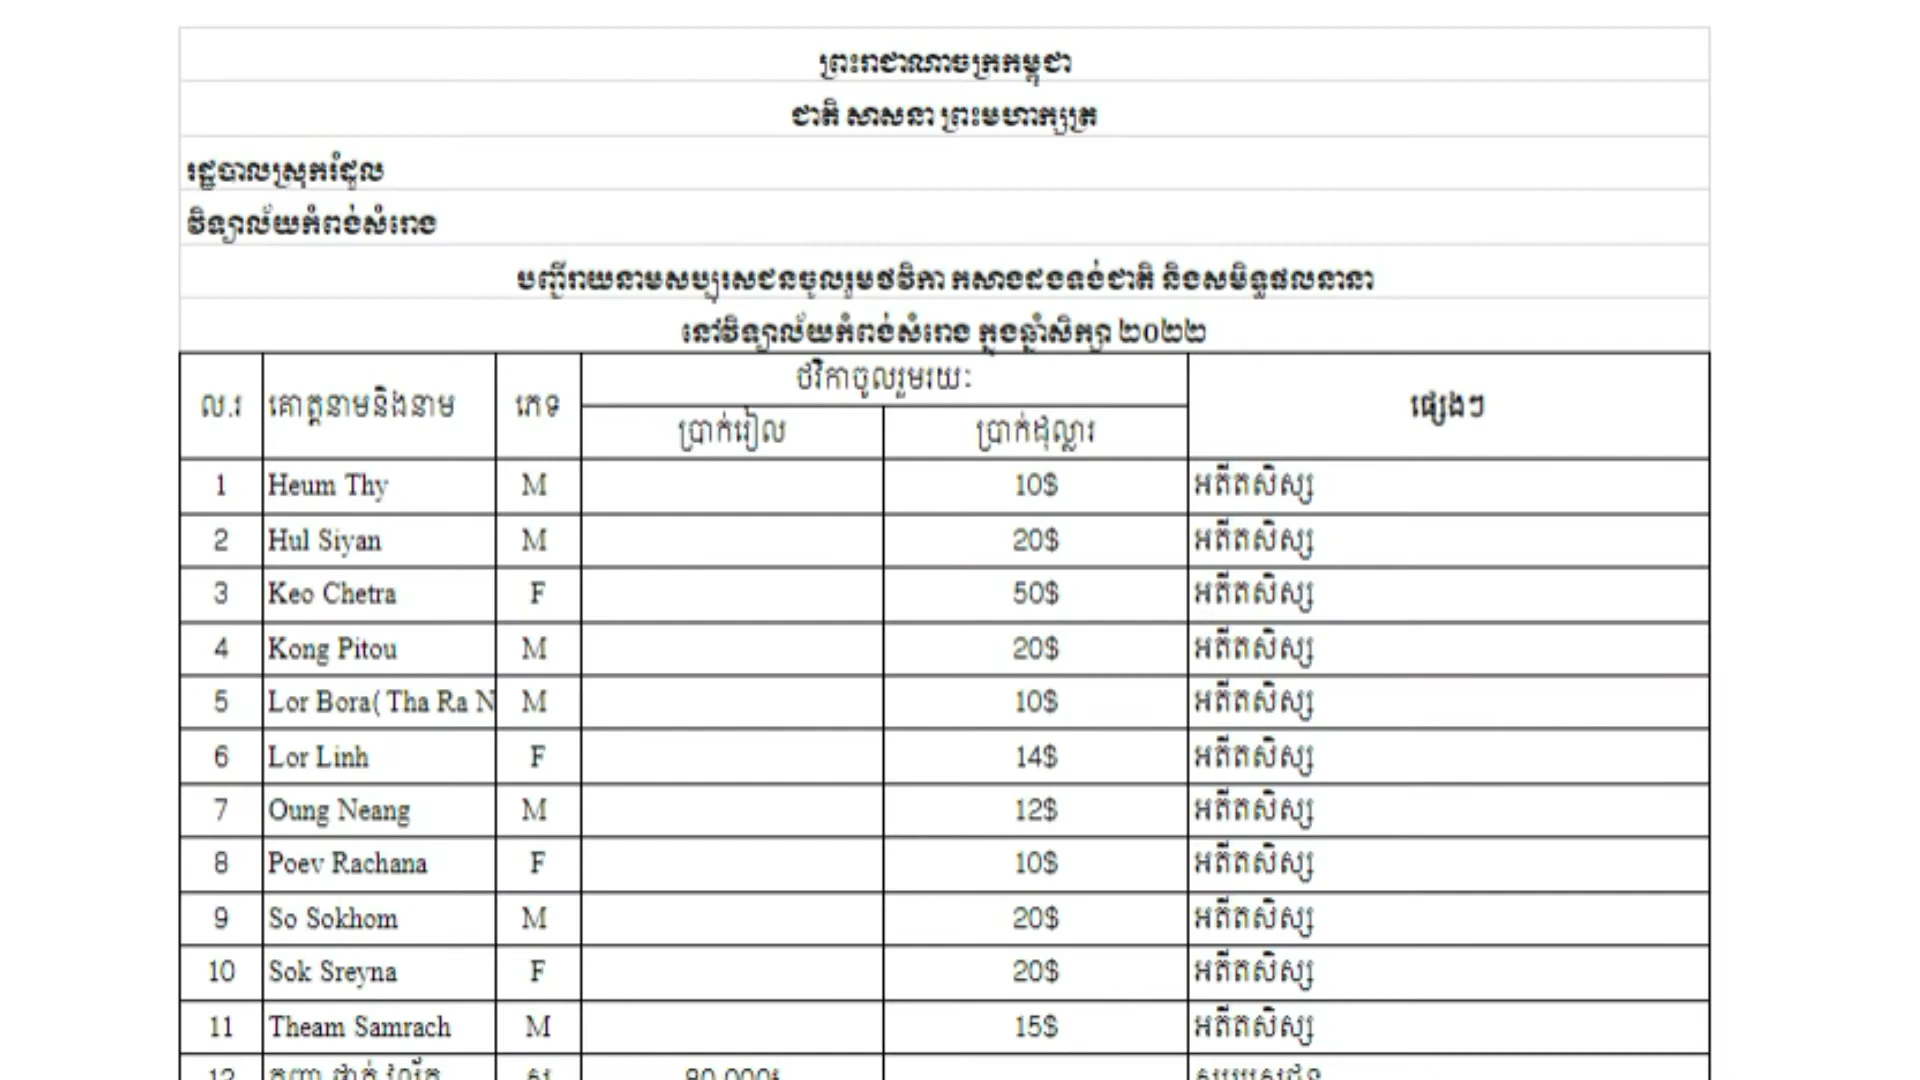 ព្រះរាជាណាចក្រកម្ពុជា
ជាតិ សាសនា ព្រះមហាក្សត្រ
រដ្ឋបាលស្រុករំដួល
វិទ្យាល័យកំពង់សំរោង
បញ្ជីរាយនាមសប្បុរសជនចូលរួមថវិកា កសាងដងទង់ជាតិ និងសមិទ្ធផលនានា
នៅវិទ្យាល័យកំពង់សំរោង ក្នុងឆ្នាំសិក្សា ២០២២
ល.រ គោត្តនាមនិងនាម ភេទ ថវិកាចូលរួមរយៈ ផ្សេងៗ
ប្រាក់រៀល ប្រាក់ដុល្លារ
1 Heum Thy M 10$ អតីតសិស្ស
2 Hul Siyan M 20$ អតីតសិស្ស
3 Keo Chetra F 50$ អតីតសិស្ស
4 Kong Pitou M 20$ អតីតសិស្ស
5 Lor Bora( Tha Ra N M 10$ អតីតសិស្ស
6 Lor Linh F 14$ អតីតសិស្ស
7 Oung Neang M 12$ អតីតសិស្ស
8 Poev Rachana F 10$ អតីតសិស្ស
9 So Sokhom M 20$ អតីតសិស្ស
10 Sok Sreyna F 20$ អតីតសិស្ស
11 Theam Samrach M 15$ អតីតសិស្ស
12